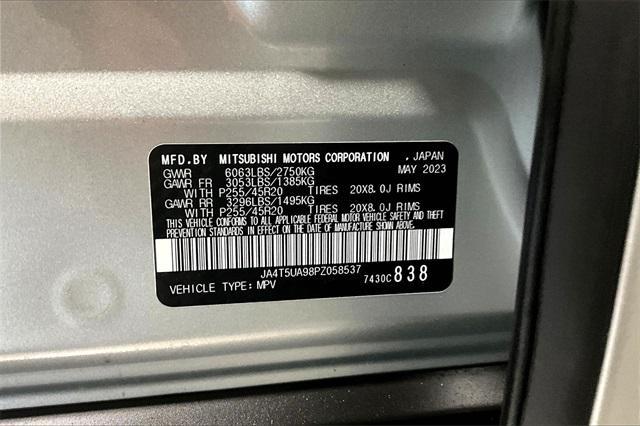 MFD.BY MITSUBISHI MOTORS CORPORATION , JAPAN
GVWR 6063LBS/2750KG MAY 2023
GAWR FR 3053LBS/1385KG
WITH P255/45R20 TIRES 20X8.0J RIMS
GAWR RR 3296LBS/1495KG
WITH P255/45R20 TIRES 20X8.0J RIMS
THIS VEHICLE CONFORMS TO ALL APPLICABLE FEDERAL MOTOR VEHICLE SAFETY AND THEFT
PREVENTION STANDARDS IN EFFECT ON THE DATE OF MANUFACTURE SHOWN ABOVE.
JA4T5UA98PZ058537
VEHICLE TYPE: MPV 7430C 838